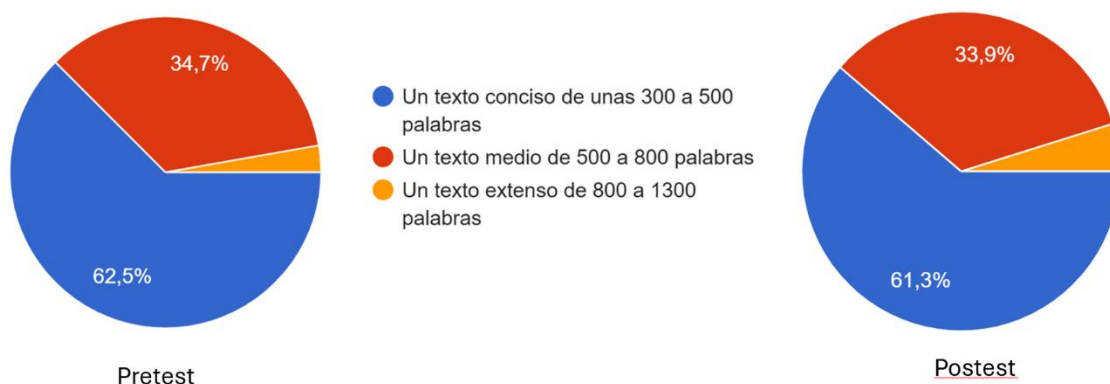 34,7%
62,5%
Un texto conciso de unas 300 a 500
palabras
Un texto medio de 500 a 800 palabras
Un texto extenso de 800 a 1300
palabras
33,9%
61,3%
Pretest
Postest